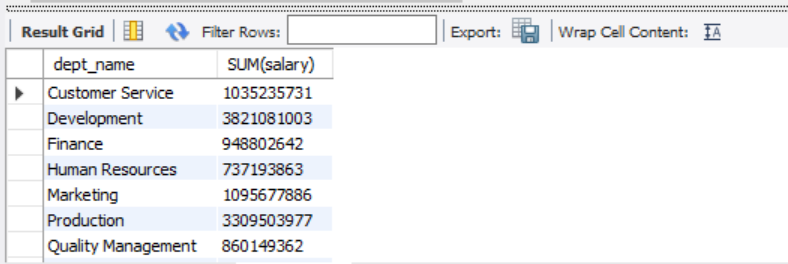 Result Grid Filter Rows: Export: Wrap Cell Content:
dept_name SUM(salary)
Customer Service 1035235731
Development 3821081003
Finance 948802642
Human Resources 737193863
Marketing 1095677886
Production 3309503977
Quality Management 860149362